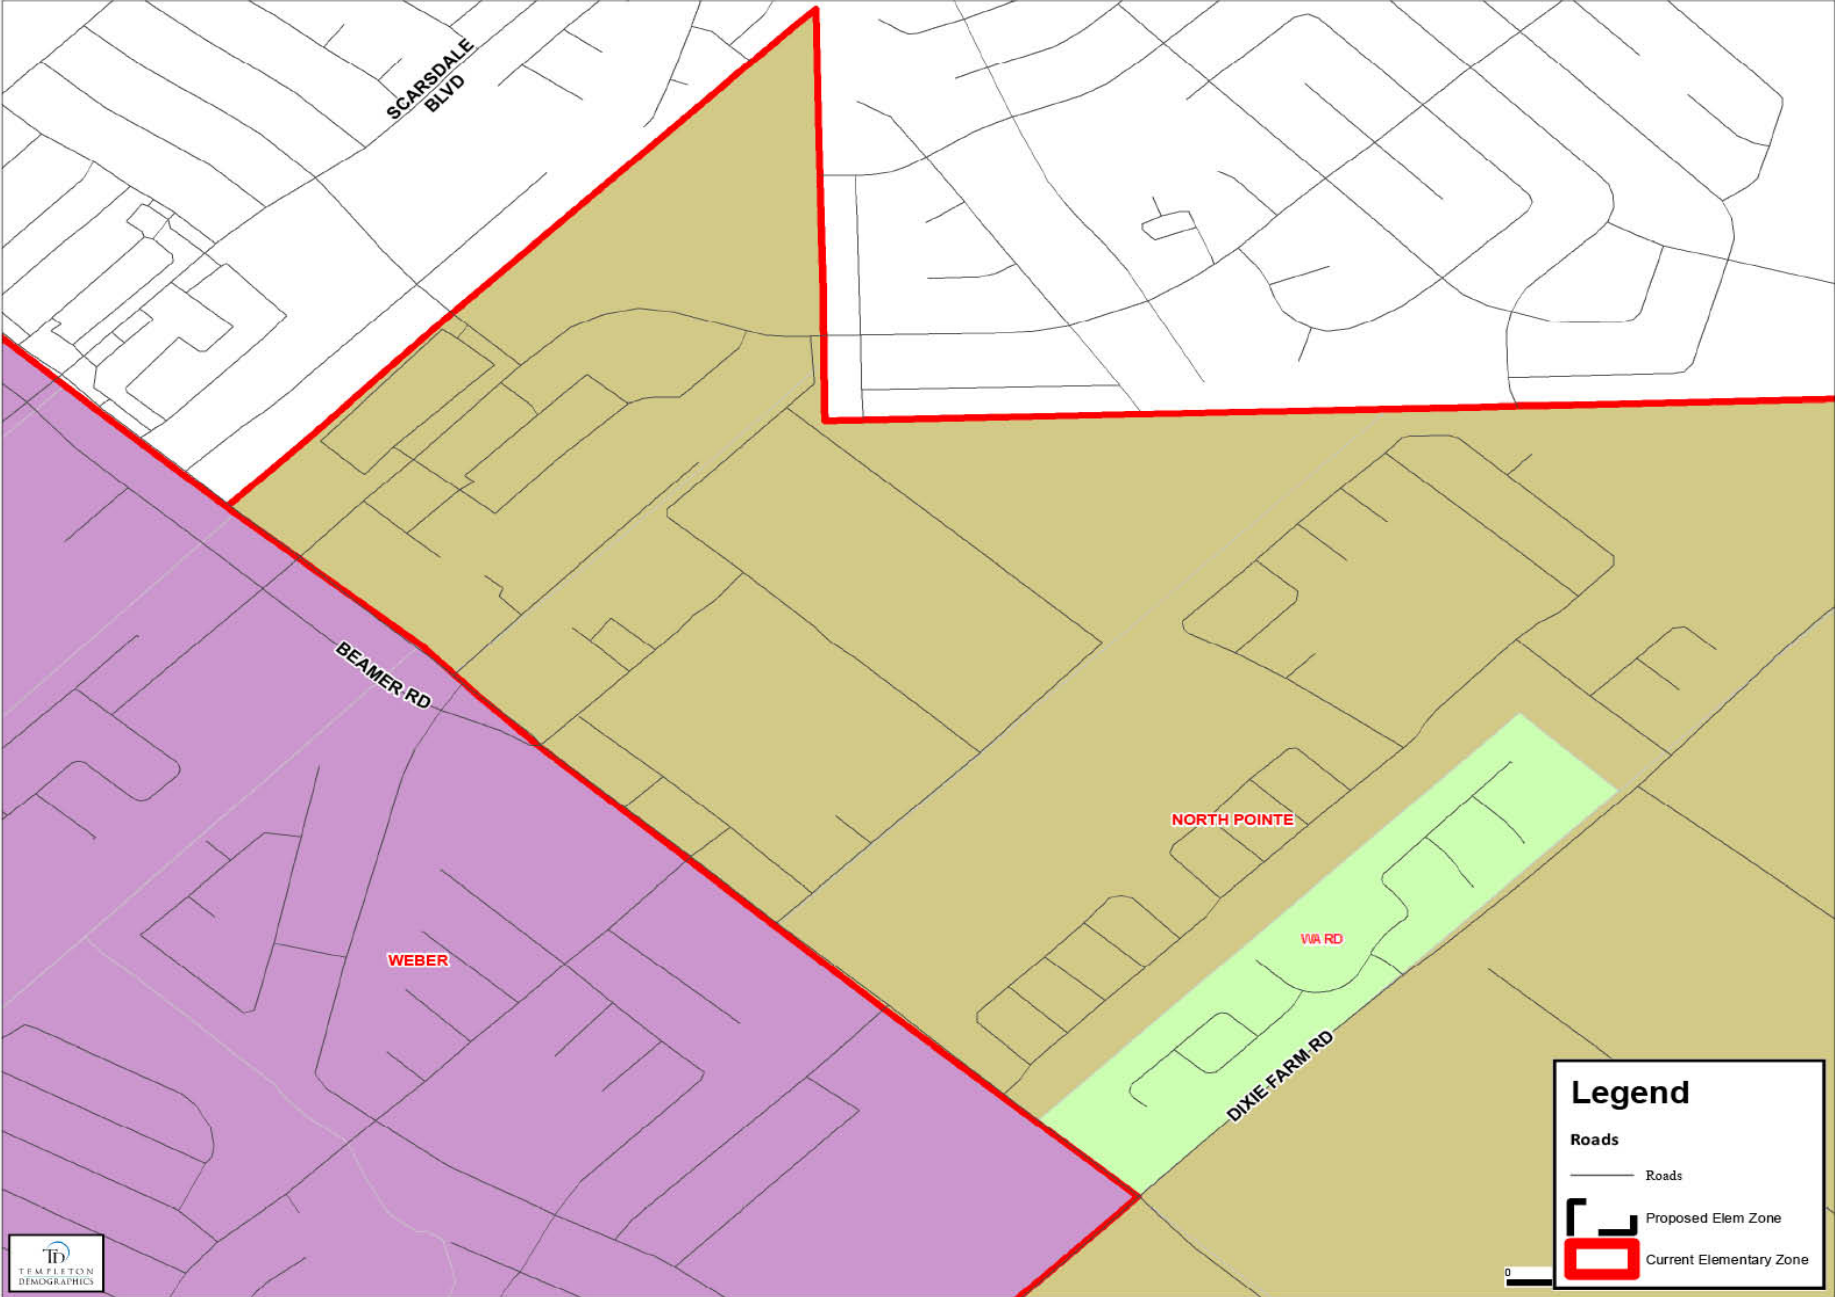 SCARSDALE
BLVD
BEAMER RD
NORTH POINTE
WARD
WEBER
DIXIE FARM RD
Legend
Roads
Roads
Proposed Elem Zone
Current Elementary Zone
0
TD
TEMPLETON
DEMOGRAPHICS